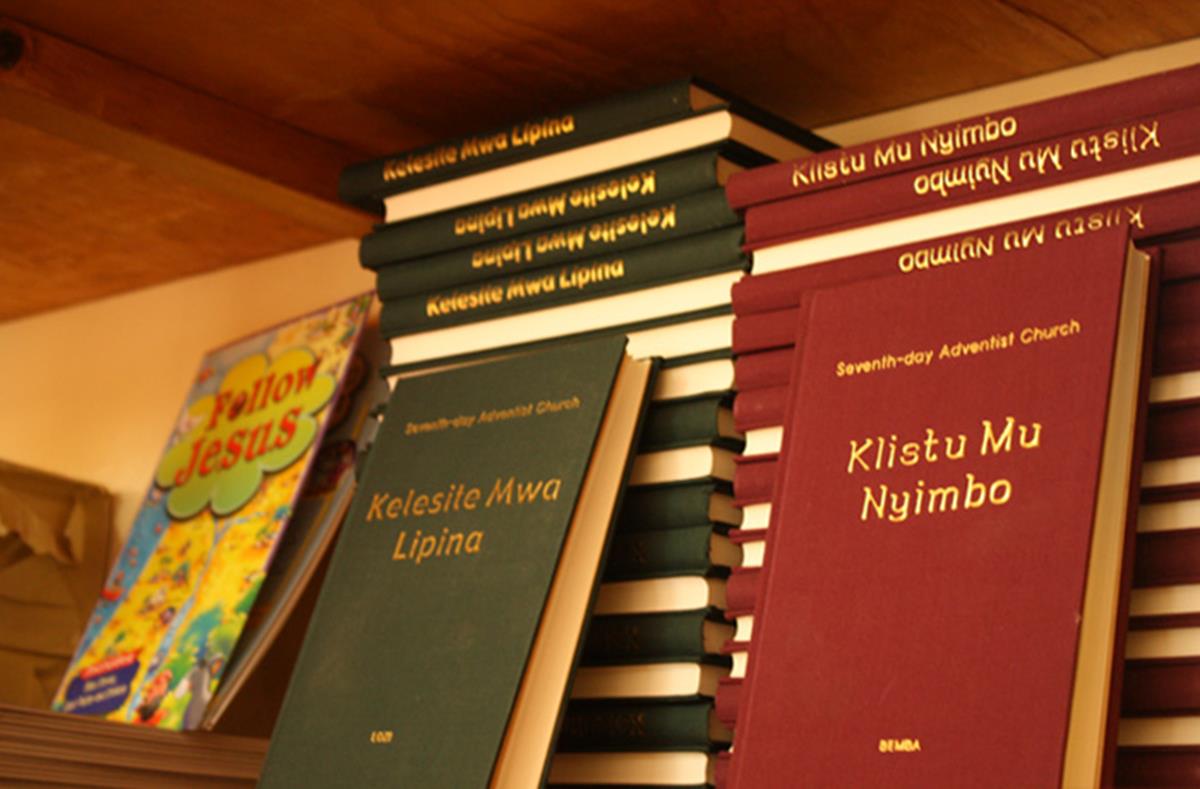 Kelesite Mwa Lipina
Kelesite Mwa Lipina
Kelesite Mwa Lipina
Kelesite Mwa Lipina
Klistu Mu Nyimbo
Klistu Mu Nyimbo
Klistu Mu Nyimbo
Follow
Jesus
Seventh-day Adventist Church
Kelesite Mwa
Lipina
LOZI
Seventh-day Adventist Church
Klistu Mu
Nyimbo
BEMBA